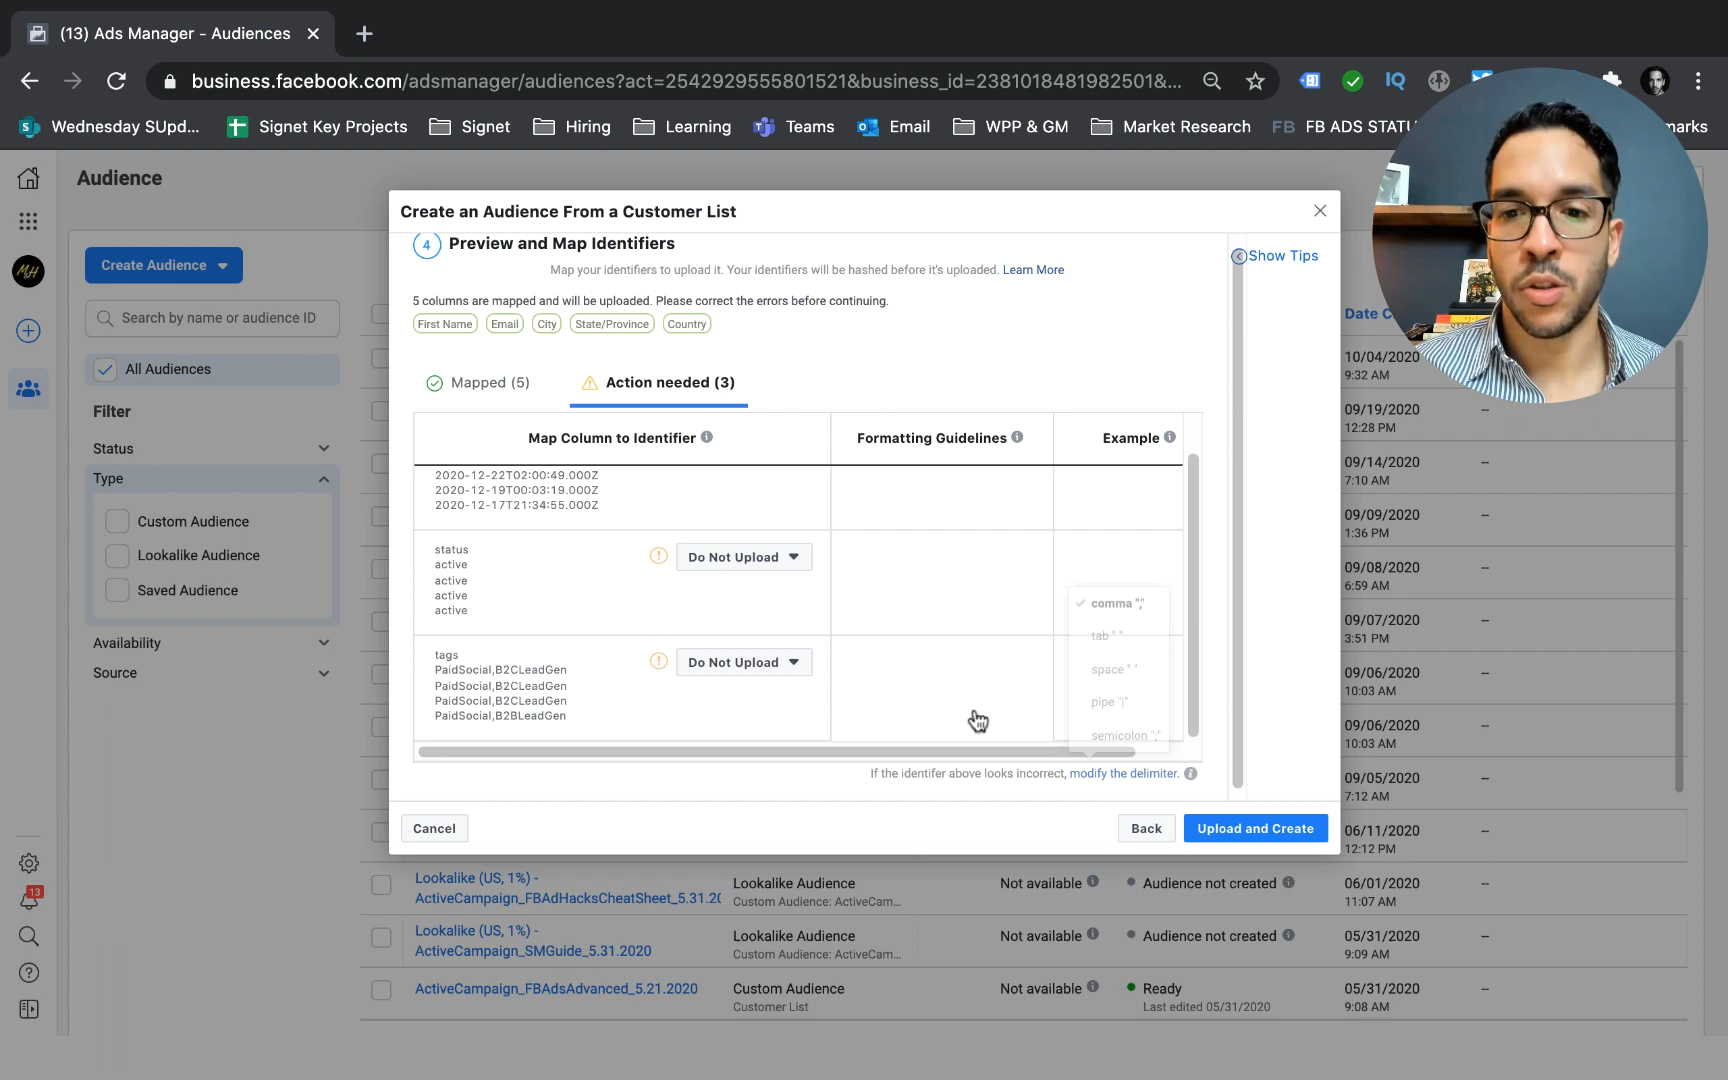 (13) Ads Manager - Audiences
business.facebook.com/adsmanager/audiences?act=2542929555801521&business_id=2381018481982501&...
Wednesday SUpd...
Signet Key Projects
Signet
Hiring
Learning
Teams
Email
WPP & GM
Market Research
FB ADS STATU
Audience
Create Audience
Search by name or audience ID
All Audiences
Filter
Status
Type
Custom Audience
Lookalike Audience
Saved Audience
Availability
Source
13
Create an Audience From a Customer List
4 Preview and Map Identifiers
Map your identifiers to upload it. Your identifiers will be hashed before it's uploaded. Learn More
Show Tips
5 columns are mapped and will be uploaded. Please correct the errors before continuing.
First Name Email City State/Province Country
Mapped (5) Action needed (3)
Map Column to Identifier Formatting Guidelines Example
2020-12-22T02:00:49.000Z
2020-12-19T00:03:19.000Z
2020-12-17T21:34:55.000Z
status
active
active
active
active
Do Not Upload
tags
PaidSocial,B2CLeadGen
PaidSocial,B2CLeadGen
PaidSocial,B2CLeadGen
PaidSocial,B2BLeadGen
Do Not Upload
comma ","
tab " "
space " "
pipe "|"
semicolon ";"
If the identifer above looks incorrect, modify the delimiter.
Cancel
Back
Upload and Create
10/04/2020
9:32 AM
09/19/2020 --
12:28 PM
09/14/2020 --
7:10 AM
09/09/2020 --
1:36 PM
09/08/2020 --
6:59 AM
09/07/2020 --
3:51 PM
09/06/2020 --
10:03 AM
09/06/2020 --
10:03 AM
09/05/2020 --
7:12 AM
06/11/2020 --
12:12 PM
Lookalike (US, 1%) - Lookalike Audience Not available Audience not created 06/01/2020 --
ActiveCampaign_FBAdHacksCheatSheet_5.31.20 Custom Audience: ActiveCam... 11:07 AM
Lookalike (US, 1%) - Lookalike Audience Not available Audience not created 05/31/2020 --
ActiveCampaign_SMGuide_5.31.2020 Custom Audience: ActiveCam... 9:09 AM
ActiveCampaign_FBAdsAdvanced_5.21.2020 Custom Audience Not available Ready 05/31/2020 --
Customer List Last edited 05/31/2020 9:08 AM